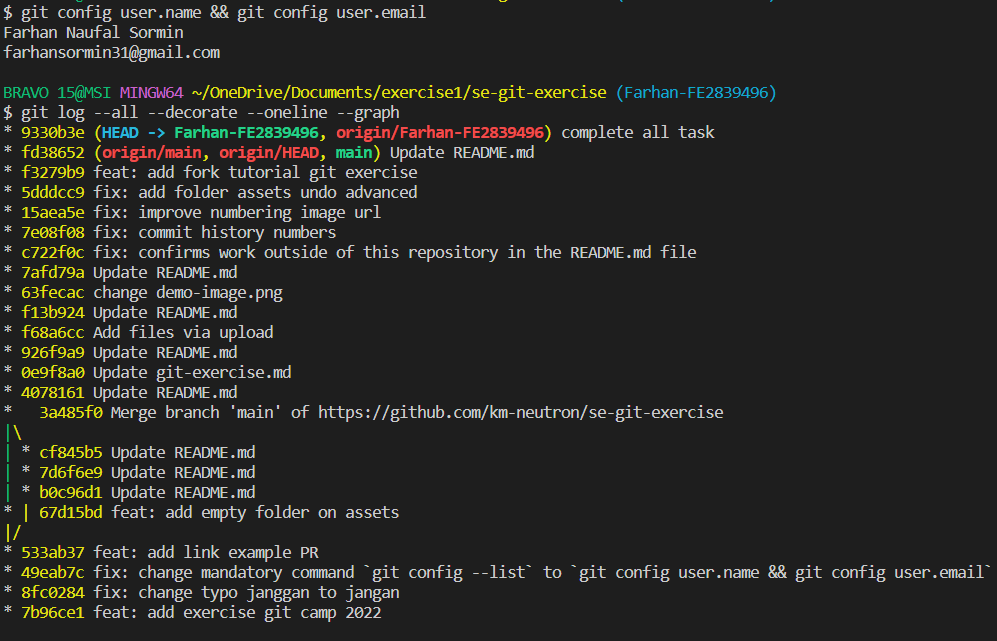 $ git config user.name && git config user.email
Farhan Naufal Sormin
farhansormin31@gmail.com
BRAVO 15@MSI MINGW64 ~/OneDrive/Documents/exercise1/se-git-exercise (Farhan-FE2839496)
$ git log --all --decorate --oneline --graph
* 9330b3e (HEAD -> Farhan-FE2839496, origin/Farhan-FE2839496) complete all task
* fd38652 (origin/main, origin/HEAD, main) Update README.md
* f3279b9 feat: add fork tutorial git exercise
* 5dddcc9 fix: add folder assets undo advanced
* 15aea5e fix: improve numbering image url
* 7e08f08 fix: commit history numbers
* c722f0c fix: confirms work outside of this repository in the README.md file
* 7afd79a Update README.md
* 63fecac change demo-image.png
* f13b924 Update README.md
* f68a6cc Add files via upload
* 926f9a9 Update README.md
* 0e9f8a0 Update git-exercise.md
* 4078161 Update README.md
*   3a485f0 Merge branch 'main' of https://github.com/km-neutron/se-git-exercise
|\
| * cf845b5 Update README.md
| * 7d6f6e9 Update README.md
| * b0c96d1 Update README.md
* | 67d15bd feat: add empty folder on assets
|/
* 533ab37 feat: add link example PR
* 49eab7c fix: change mandatory command `git config --list` to `git config user.name && git config user.email`
* 8fc0284 fix: change typo janggan to jangan
* 7b96ce1 feat: add exercise git camp 2022